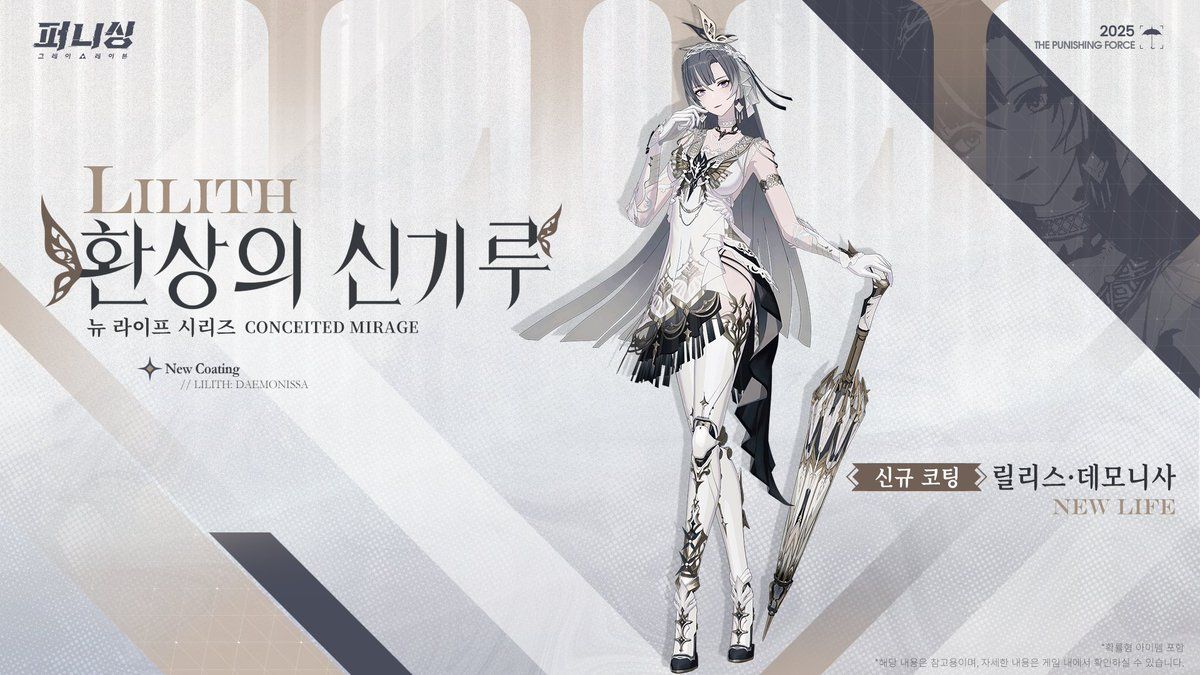 퍼니싱
그레이 레이븐
2025
THE PUNISHING FORCE
LILITH
환상의 신기루
뉴 라이프 시리즈 CONCEITED MIRAGE
New Coating
// LILITH: DAEMONISSA
신규 코팅 릴리스·데모니사
NEW LIFE
*확률형 아이템 포함
*해당 내용은 참고용이며, 자세한 내용은 게임 내에서 확인하실 수 있습니다.